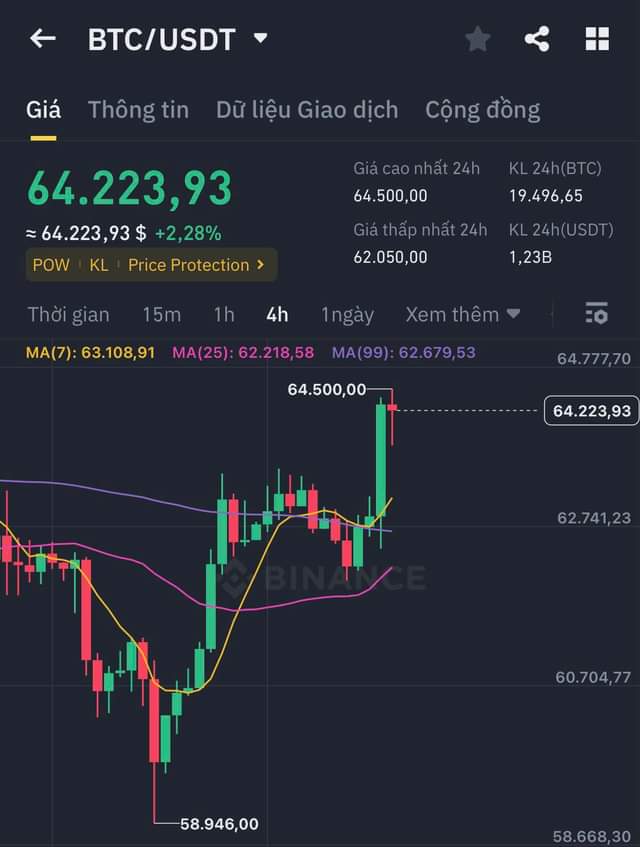 BTC/USDT
Giá Thông tin Dữ liệu Giao dịch Cộng đồng
64.223,93
≈ 64.223,93 $ +2,28%
POW KL Price Protection
Giá cao nhất 24h KL 24h(BTC)
64.500,00 19.496,65
Giá thấp nhất 24h KL 24h(USDT)
62.050,00 1,23B
Thời gian 15m 1h 4h 1ngày Xem thêm
MA(7): 63.108,91 MA(25): 62.218,58 MA(99): 62.679,53
64.777,70
64.500,00
64.223,93
62.741,23
BINANCE
60.704,77
58.946,00
58.668,30